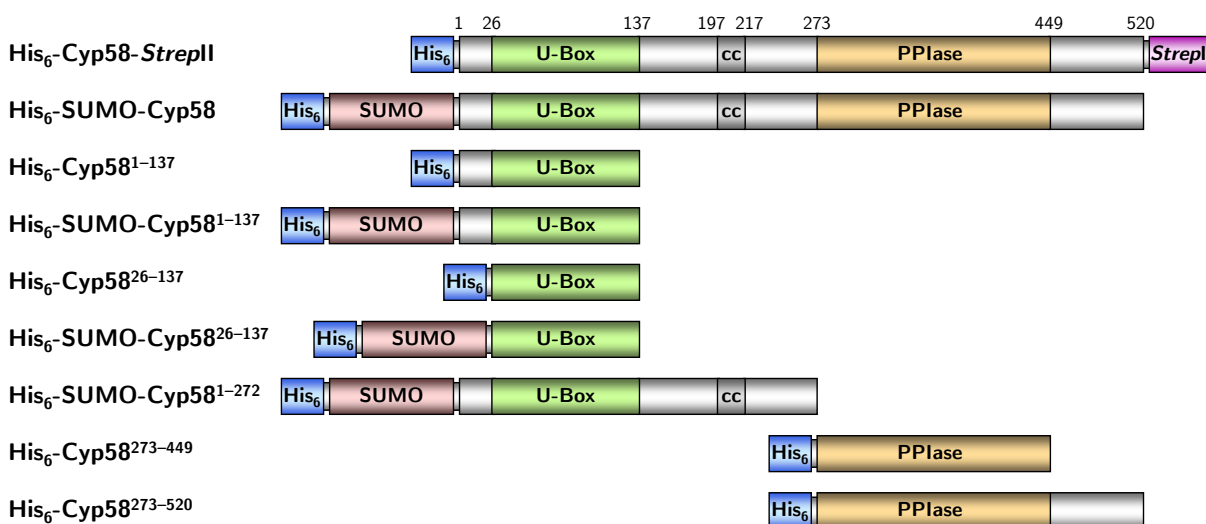 1 26 137 197 217 273 449 520
His₆-Cyp58-StrepII His₆ U-Box cc PPIase StrepI
His₆-SUMO-Cyp58 His₆ SUMO U-Box cc PPIase
His₆-Cyp58¹⁻¹³⁷ His₆ U-Box
His₆-SUMO-Cyp58¹⁻¹³⁷ His₆ SUMO U-Box
His₆-Cyp58²⁶⁻¹³⁷ His₆ U-Box
His₆-SUMO-Cyp58²⁶⁻¹³⁷ His₆ SUMO U-Box
His₆-SUMO-Cyp58¹⁻²⁷² His₆ SUMO U-Box cc
His₆-Cyp58²⁷³⁻⁴⁴⁹ His₆ PPIase
His₆-Cyp58²⁷³⁻⁵²⁰ His₆ PPIase